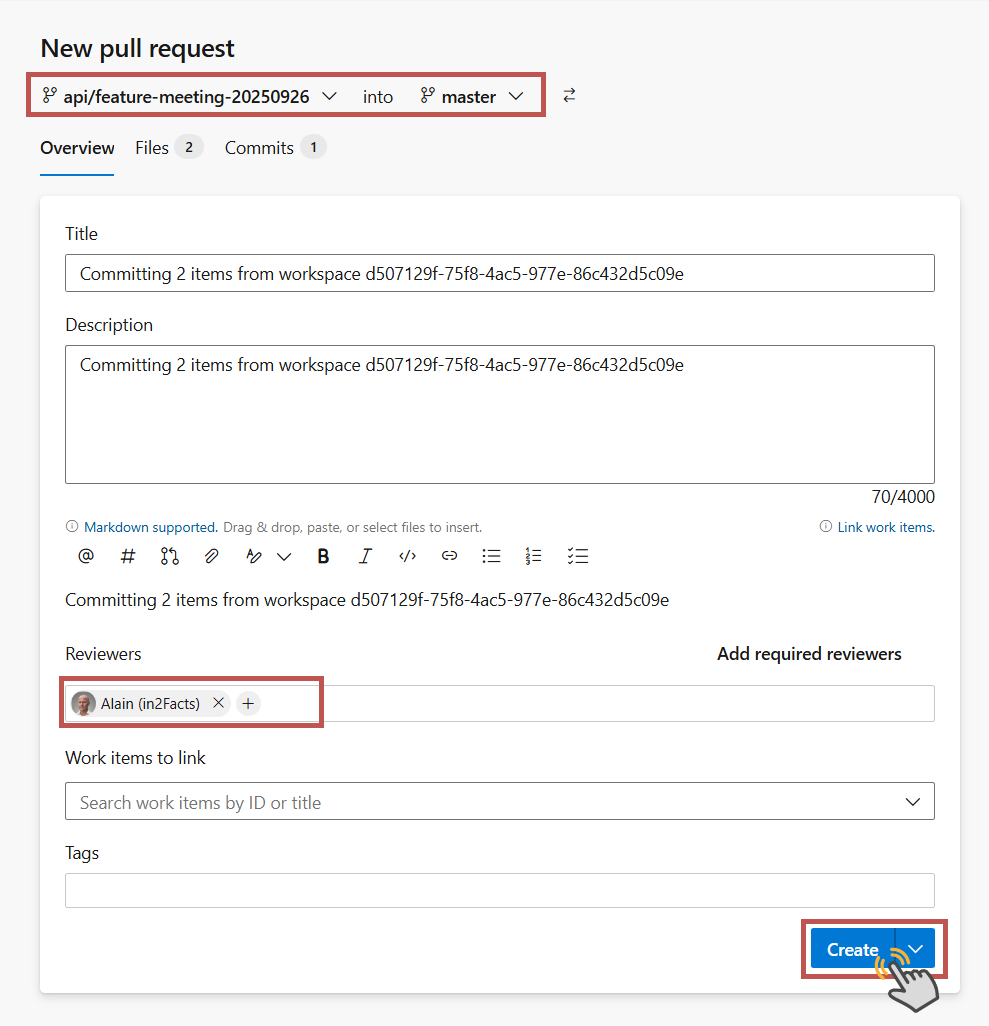 New pull request
api/feature-meeting-20250926 into master
Overview Files 2 Commits 1
Title
Committing 2 items from workspace d507129f-75f8-4ac5-977e-86c432d5c09e
Description
Committing 2 items from workspace d507129f-75f8-4ac5-977e-86c432d5c09e
70/4000
Markdown supported. Drag & drop, paste, or select files to insert. Link work items.
Committing 2 items from workspace d507129f-75f8-4ac5-977e-86c432d5c09e
Reviewers Add required reviewers
Alain (in2Facts)
Work items to link
Search work items by ID or title
Tags
Create